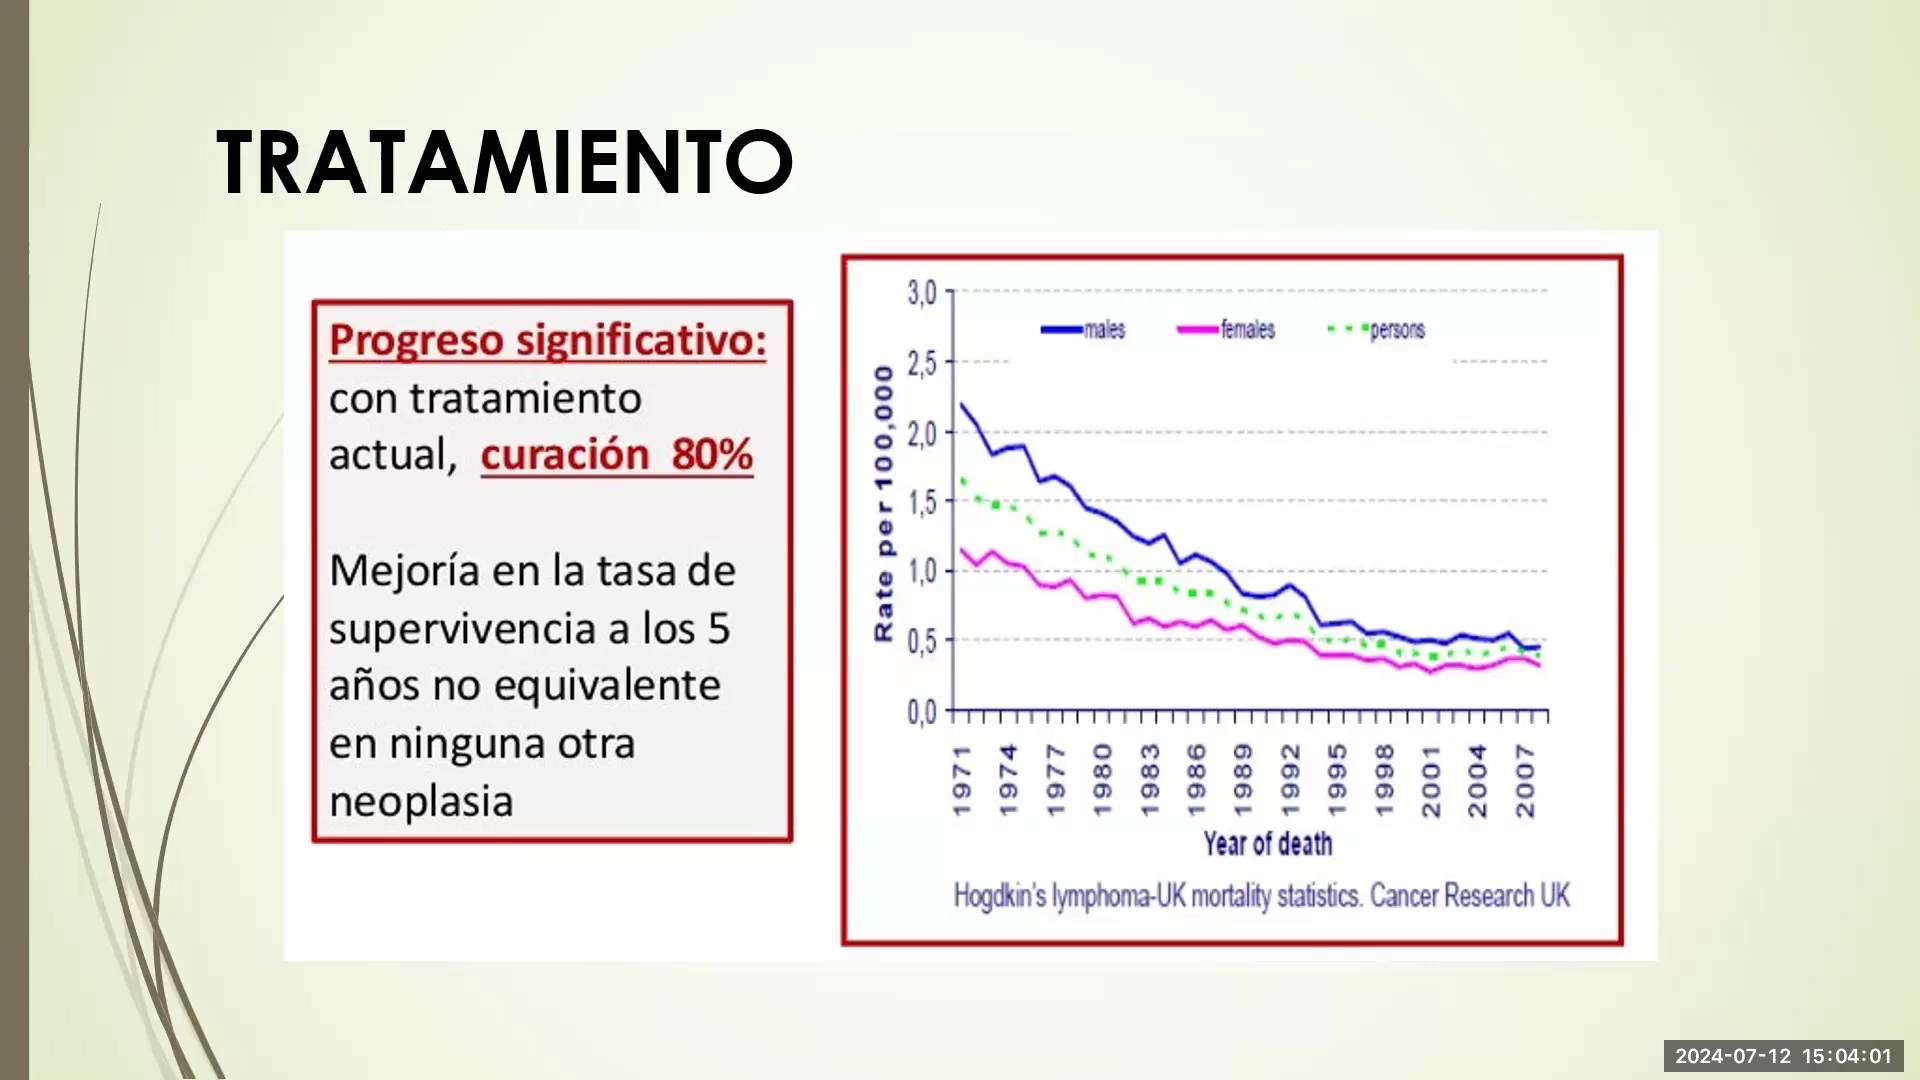 TRATAMIENTO
Progreso significativo:
con tratamiento
actual, curación 80%
Mejoría en la tasa de
supervivencia a los 5
años no equivalente
en ninguna otra
neoplasia
3,0
2,5
2,0
1,5
1,0
0,5
0,0
Rate per 100,000
males females persons
1971 1974 1977 1980 1983 1986 1989 1992 1995 1998 2001 2004 2007
Year of death
Hogdkin's lymphoma-UK mortality statistics. Cancer Research UK
2024-07-12 15:04:01